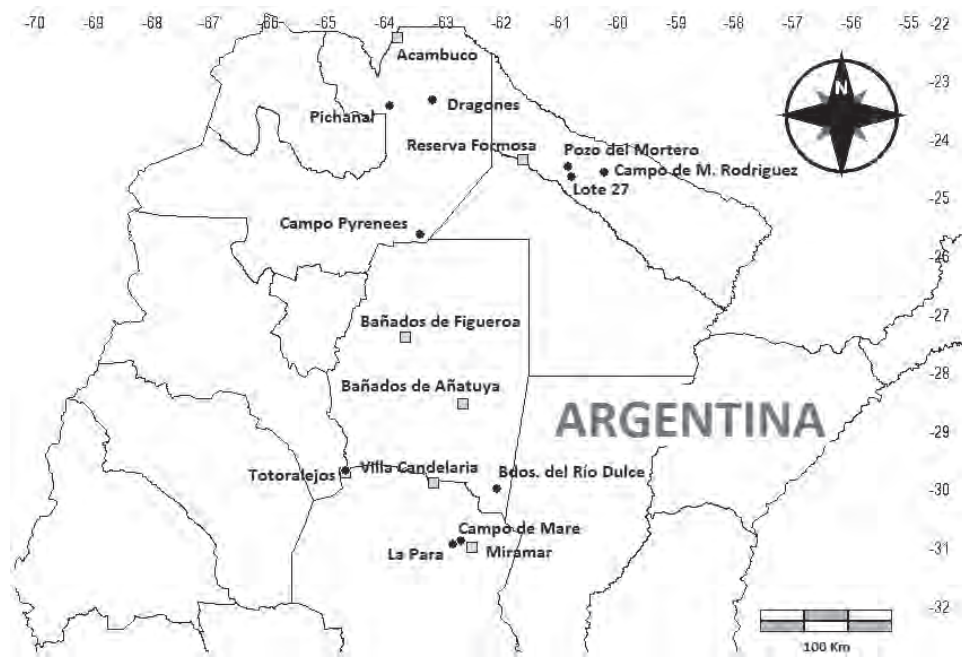 -70 -69 -68 -67 -66 -65 -64 -63 -62 -61 -60 -59 -58 -57 -56 -55 -22
Acambuco
N
-23
Pichanal
Dragones
-24
Reserva Formosa
Pozo del Mortero
Campo de M. Rodriguez
Lote 27
-25
Campo Pyrenees
-26
-27
Bañados de Figueroa
-28
Bañados de Añatuya
ARGENTINA
-29
Totoralejos
Villa Candelaria
Bdos. del Río Dulce
-30
Campo de Mare
La Para
Miramar
-31
-32
100 Km